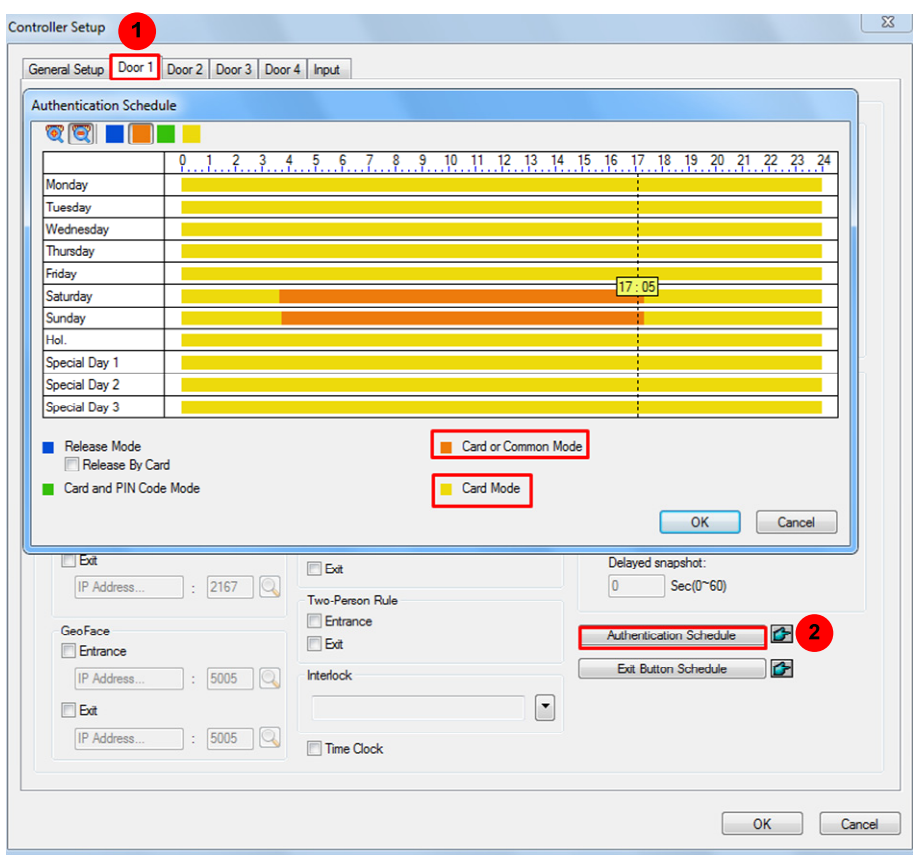 Controller Setup
1
General Setup Door 1 Door 2 Door 3 Door 4 Input
Authentication Schedule
0 1 2 3 4 5 6 7 8 9 10 11 12 13 14 15 16 17 18 19 20 21 22 23 24
Monday
Tuesday
Wednesday
Thursday
Friday
17 : 05
Saturday
Sunday
Hol.
Special Day 1
Special Day 2
Special Day 3
Release Mode
Release By Card
Card and PIN Code Mode
Card or Common Mode
Card Mode
OK Cancel
Exit
IP Address... : 2167
GeoFace
Entrance
IP Address... : 5005
Exit
IP Address... : 5005
Exit
Two-Person Rule
Entrance
Exit
Interlock
Time Clock
Delayed snapshot:
0 Sec(0~60)
Authentication Schedule
2
Exit Button Schedule
OK Cancel